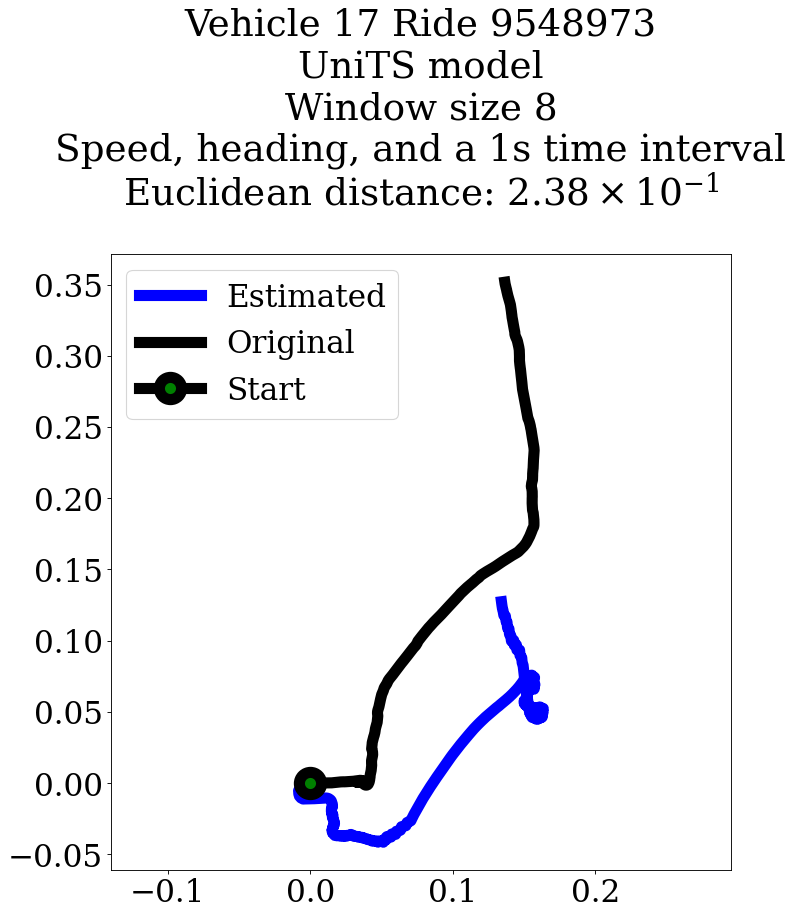 Vehicle 17 Ride 9548973
UniTS model
Window size 8
Speed, heading, and a 1s time interval
Euclidean distance: 2.38 × 10⁻¹
Estimated
Original
Start
0.35
0.30
0.25
0.20
0.15
0.10
0.05
0.00
−0.05
−0.1
0.0
0.1
0.2